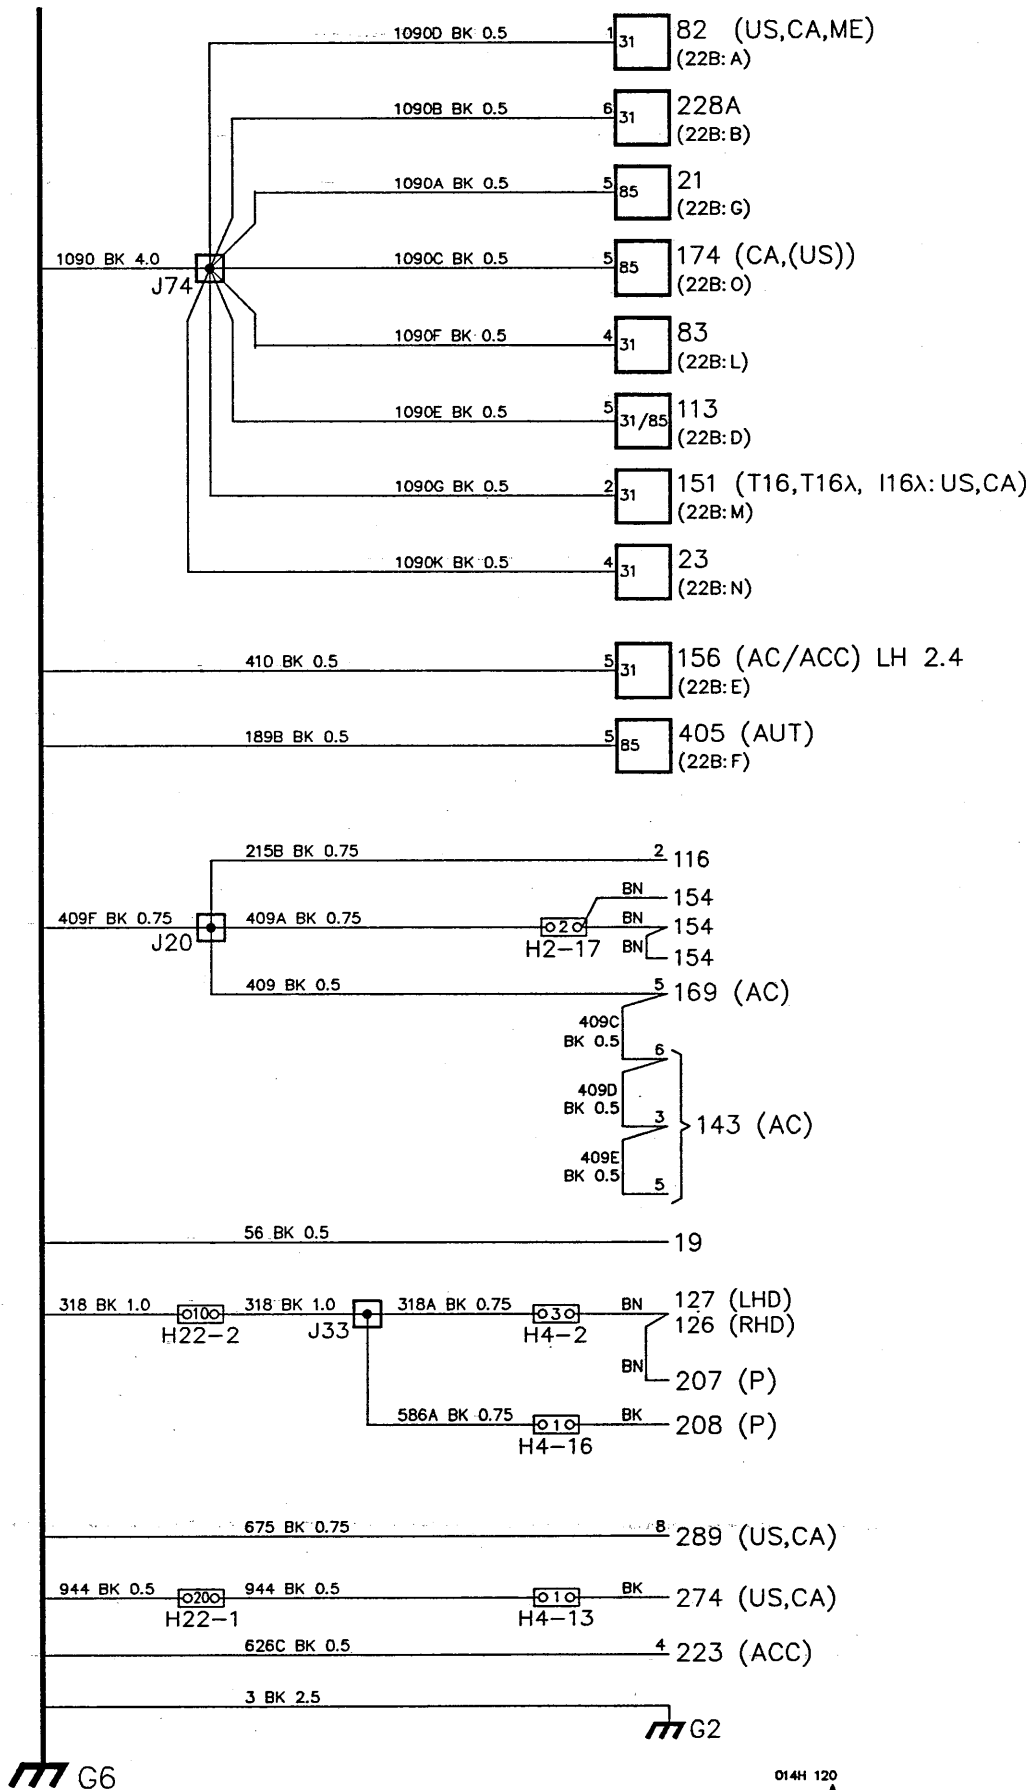 1090D BK 0.5
1
31
82 (US,CA,ME)
(22B:A)
1090B BK 0.5
6
31
228A
(22B:B)
1090A BK 0.5
5
85
21
(22B:G)
1090 BK 4.0
J74
1090C BK 0.5
5
85
174 (CA,(US))
(22B:O)
1090F BK 0.5
4
31
83
(22B:L)
1090E BK 0.5
5
31/85
113
(22B:D)
1090G BK 0.5
2
31
151 (T16,T16λ, I16λ:US,CA)
(22B:M)
1090K BK 0.5
4
31
23
(22B:N)
410 BK 0.5
5
31
156 (AC/ACC) LH 2.4
(22B:E)
189B BK 0.5
5
85
405 (AUT)
(22B:F)
215B BK 0.75
2
116
BN
154
409F BK 0.75
J20
409A BK 0.75
2
H2-17
BN
154
BN
154
409 BK 0.5
5
169 (AC)
409C
BK 0.5
6
409D
BK 0.5
3
143 (AC)
409E
BK 0.5
5
56 BK 0.5
19
318 BK 1.0
10
H22-2
318 BK 1.0
J33
318A BK 0.75
3
H4-2
BN
127 (LHD)
126 (RHD)
BN
207 (P)
586A BK 0.75
1
H4-16
BK
208 (P)
675 BK 0.75
8
289 (US,CA)
944 BK 0.5
20
H22-1
944 BK 0.5
1
H4-13
BK
274 (US,CA)
626C BK 0.5
4
223 (ACC)
3 BK 2.5
G2
G6
014H 120